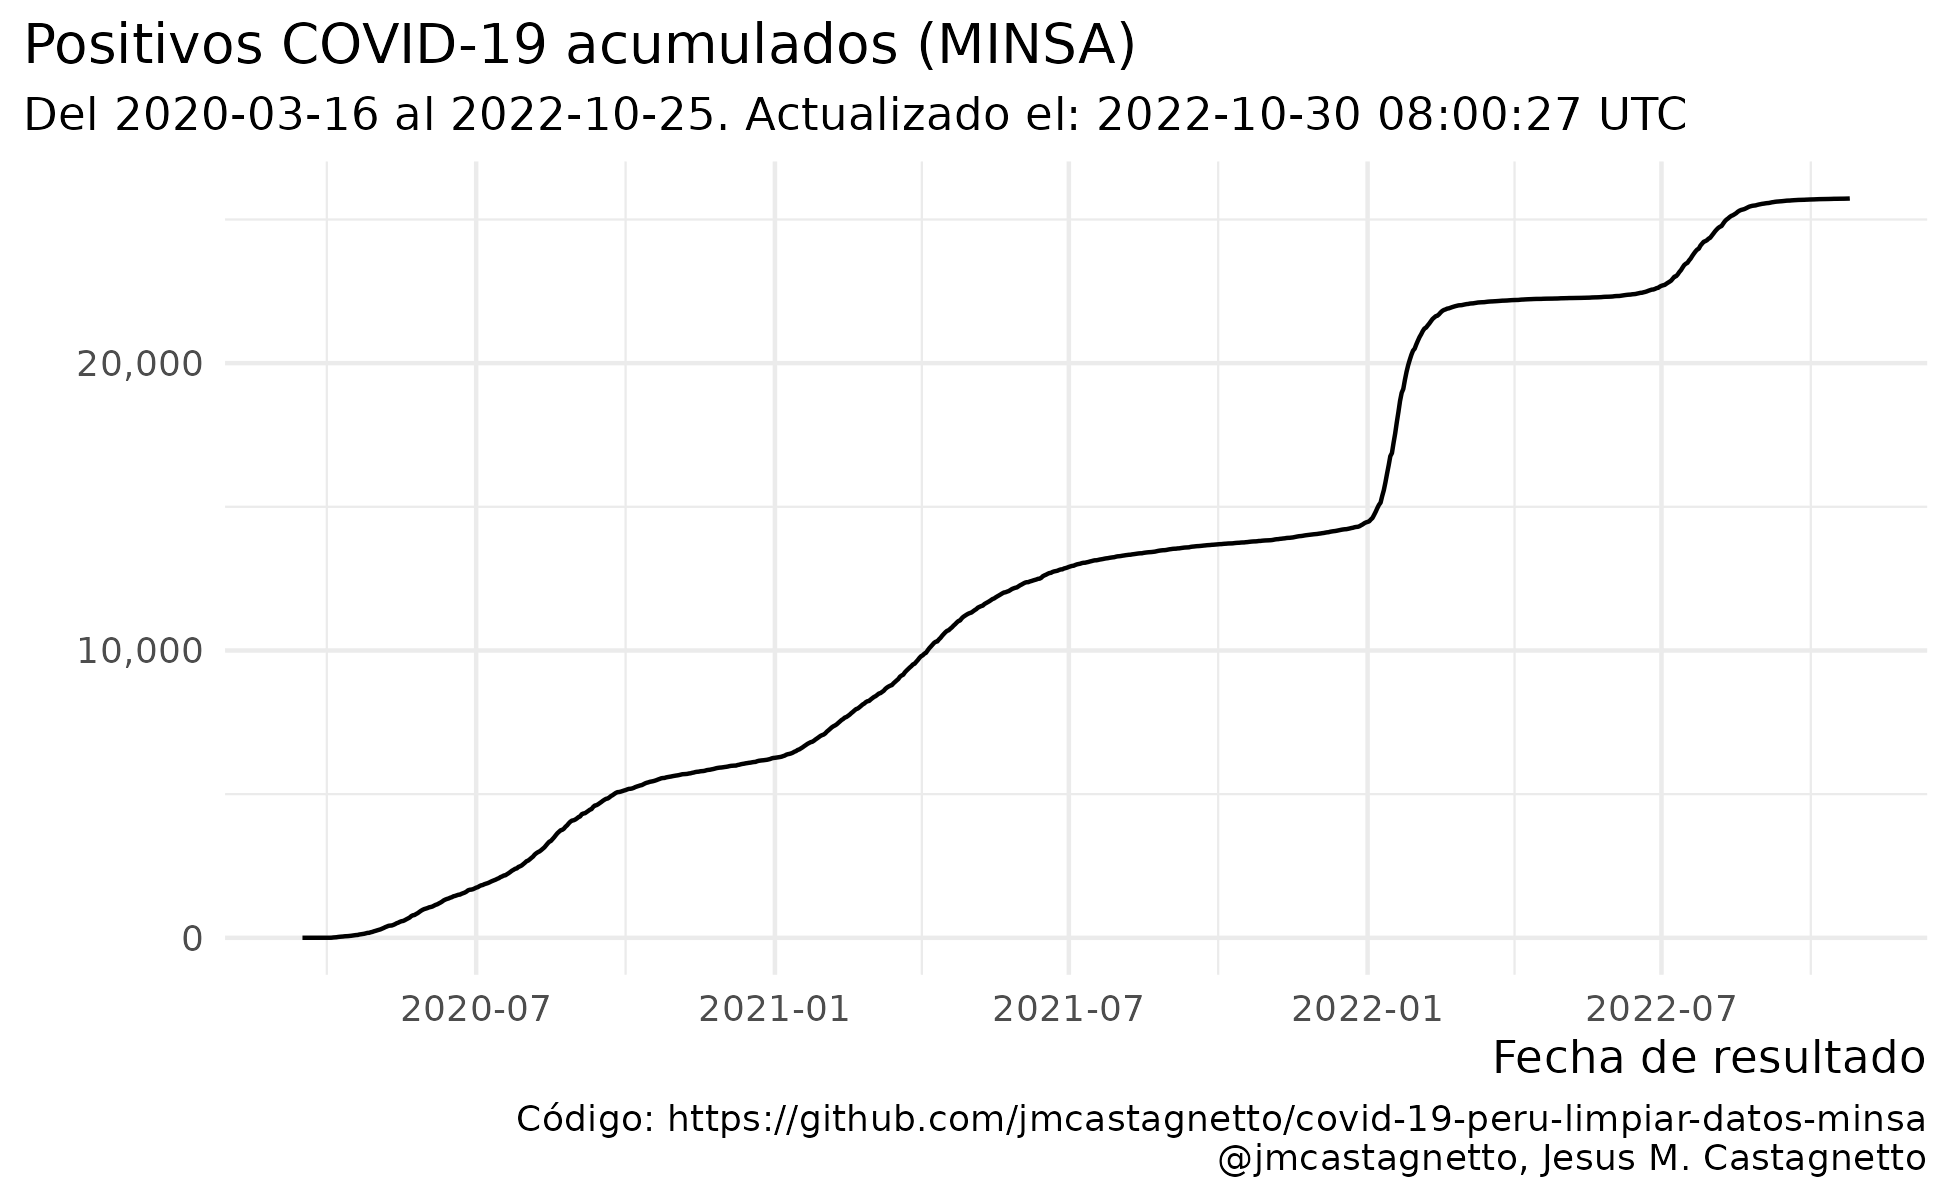 Positivos COVID-19 acumulados (MINSA)
Del 2020-03-16 al 2022-10-25. Actualizado el: 2022-10-30 08:00:27 UTC
20,000
10,000
0
2020-07 2021-01 2021-07 2022-01 2022-07
Fecha de resultado
Código: https://github.com/jmcastagnetto/covid-19-peru-limpiar-datos-minsa
@jmcastagnetto, Jesus M. Castagnetto